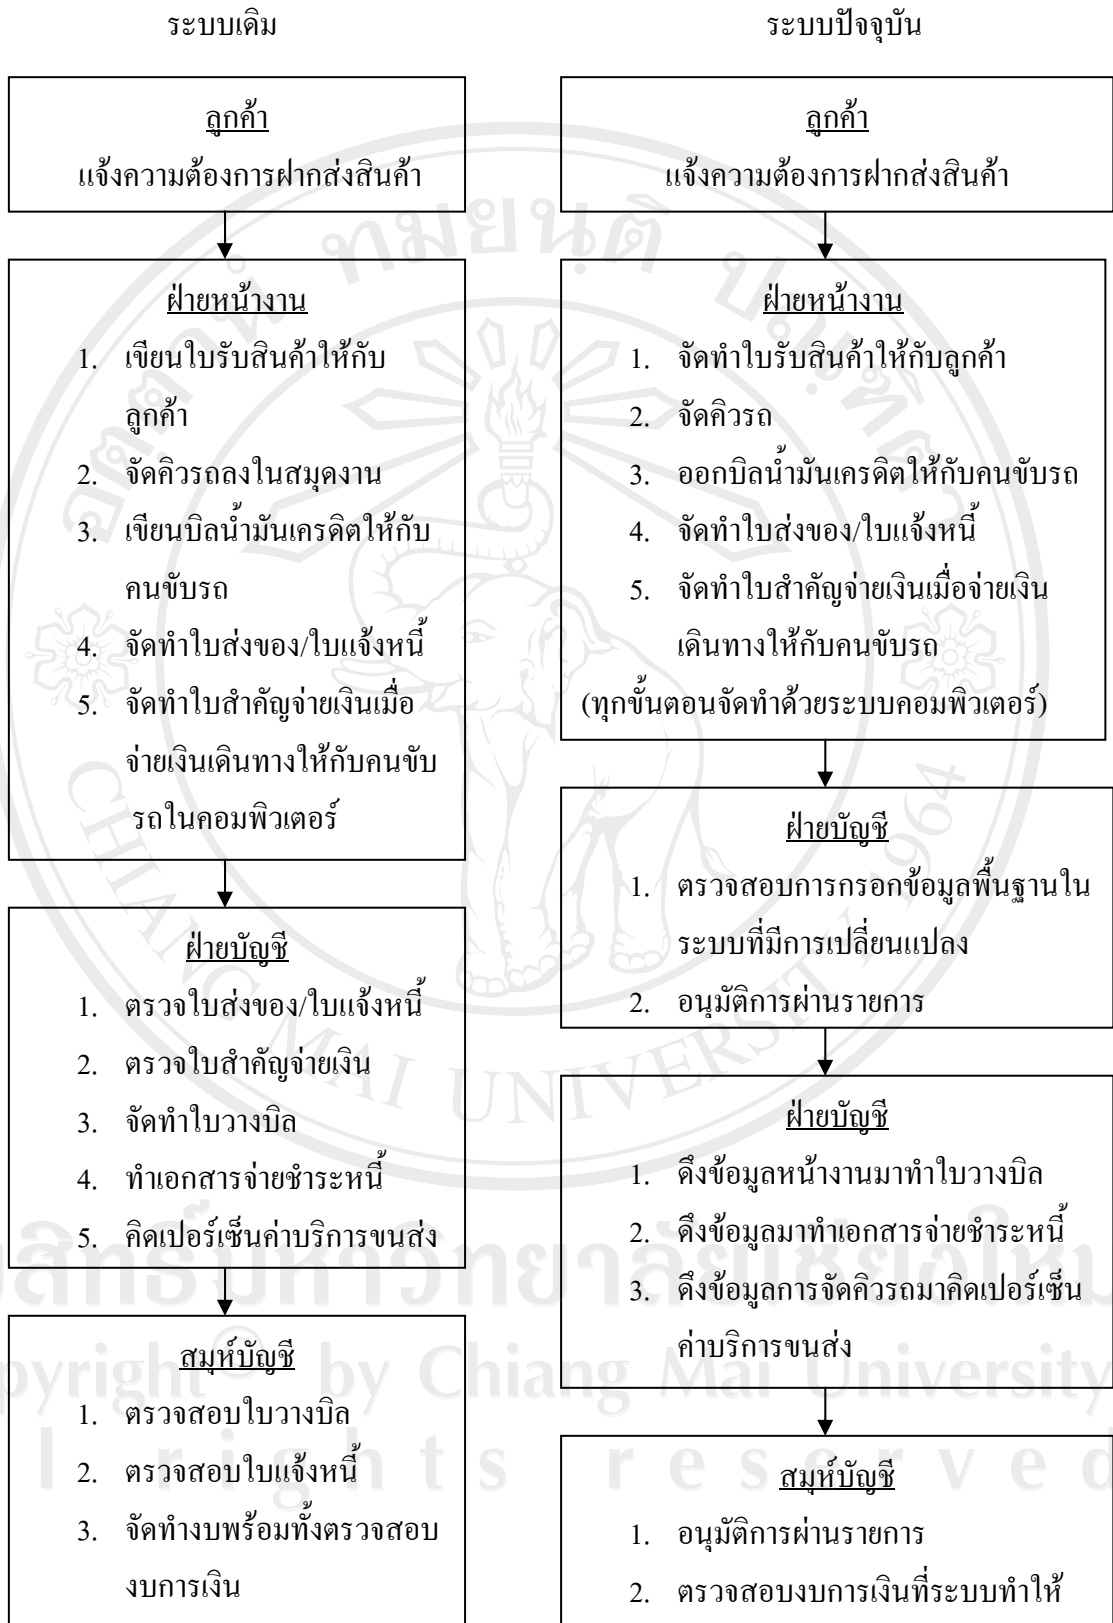 ระบบเดิม
ลูกค้า
แจ้งความต้องการฝากส่งสินค้า
ฝ่ายหน้างาน
1. เขียนใบรับสินค้าให้กับ
ลูกค้า
2. จัดคิวรถลงในสมุดงาน
3. เขียนบิลน้ำมันเครดิตให้กับ
คนขับรถ
4. จัดทำใบส่งของ/ใบแจ้งหนี้
5. จัดทำใบสำคัญจ่ายเงินเมื่อ
จ่ายเงินเดินทางให้กับคนขับ
รถในคอมพิวเตอร์
ฝ่ายบัญชี
1. ตรวจใบส่งของ/ใบแจ้งหนี้
2. ตรวจใบสำคัญจ่ายเงิน
3. จัดทำใบวางบิล
4. ทำเอกสารจ่ายชำระหนี้
5. คิดเปอร์เซ็นค่าบริการขนส่ง
สมุห์บัญชี
1. ตรวจสอบใบวางบิล
2. ตรวจสอบใบแจ้งหนี้
3. จัดทำงบพร้อมทั้งตรวจสอบ
งบการเงิน
ระบบปัจจุบัน
ลูกค้า
แจ้งความต้องการฝากส่งสินค้า
ฝ่ายหน้างาน
1. จัดทำใบรับสินค้าให้กับลูกค้า
2. จัดคิวรถ
3. ออกบิลน้ำมันเครดิตให้กับคนขับรถ
4. จัดทำใบส่งของ/ใบแจ้งหนี้
5. จัดทำใบสำคัญจ่ายเงินเมื่อจ่ายเงิน
เดินทางให้กับคนขับรถ
(ทุกขั้นตอนจัดทำด้วยระบบคอมพิวเตอร์)
ฝ่ายบัญชี
1. ตรวจสอบการกรอกข้อมูลพื้นฐานใน
ระบบที่มีการเปลี่ยนแปลง
2. อนุมัติการผ่านรายการ
ฝ่ายบัญชี
1. ดึงข้อมูลหน้างานมาทำใบวางบิล
2. ดึงข้อมูลมาทำเอกสารจ่ายชำระหนี้
3. ดึงข้อมูลการจัดคิวรถมาคิดเปอร์เซ็น
ค่าบริการขนส่ง
สมุห์บัญชี
1. อนุมัติการผ่านรายการ
2. ตรวจสอบงบการเงินที่ระบบทำให้
CHIANG MAI UNIVERSITY 1964
by Chiang Mai University
rights reserved